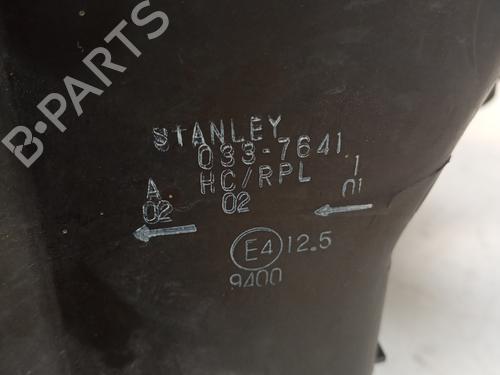 B-PARTS
STANLEY
033-7641
A HC/RPL 1
02 02 01
E4 12.5
9400